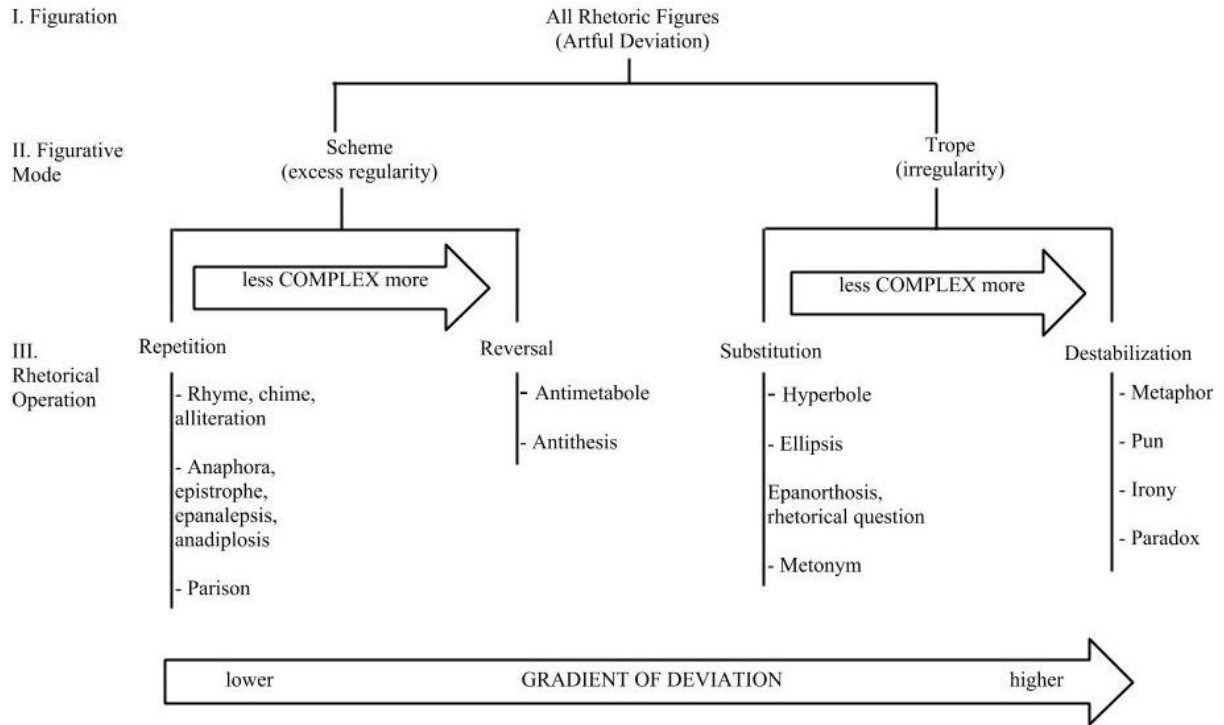 I. Figuration
All Rhetoric Figures
(Artful Deviation)
II. Figurative
Mode
Scheme
(excess regularity)
Trope
(irregularity)
less COMPLEX more
less COMPLEX more
III.
Rhetorical
Operation
Repetition
- Rhyme, chime,
alliteration
- Anaphora,
epistrophe,
epanalepsis,
anadiplosis
- Parison
Reversal
- Antimetabole
- Antithesis
Substitution
- Hyperbole
- Ellipsis
Epanorthosis,
rhetorical question
- Metonym
Destabilization
- Metaphor
- Pun
- Irony
- Paradox
lower GRADIENT OF DEVIATION higher